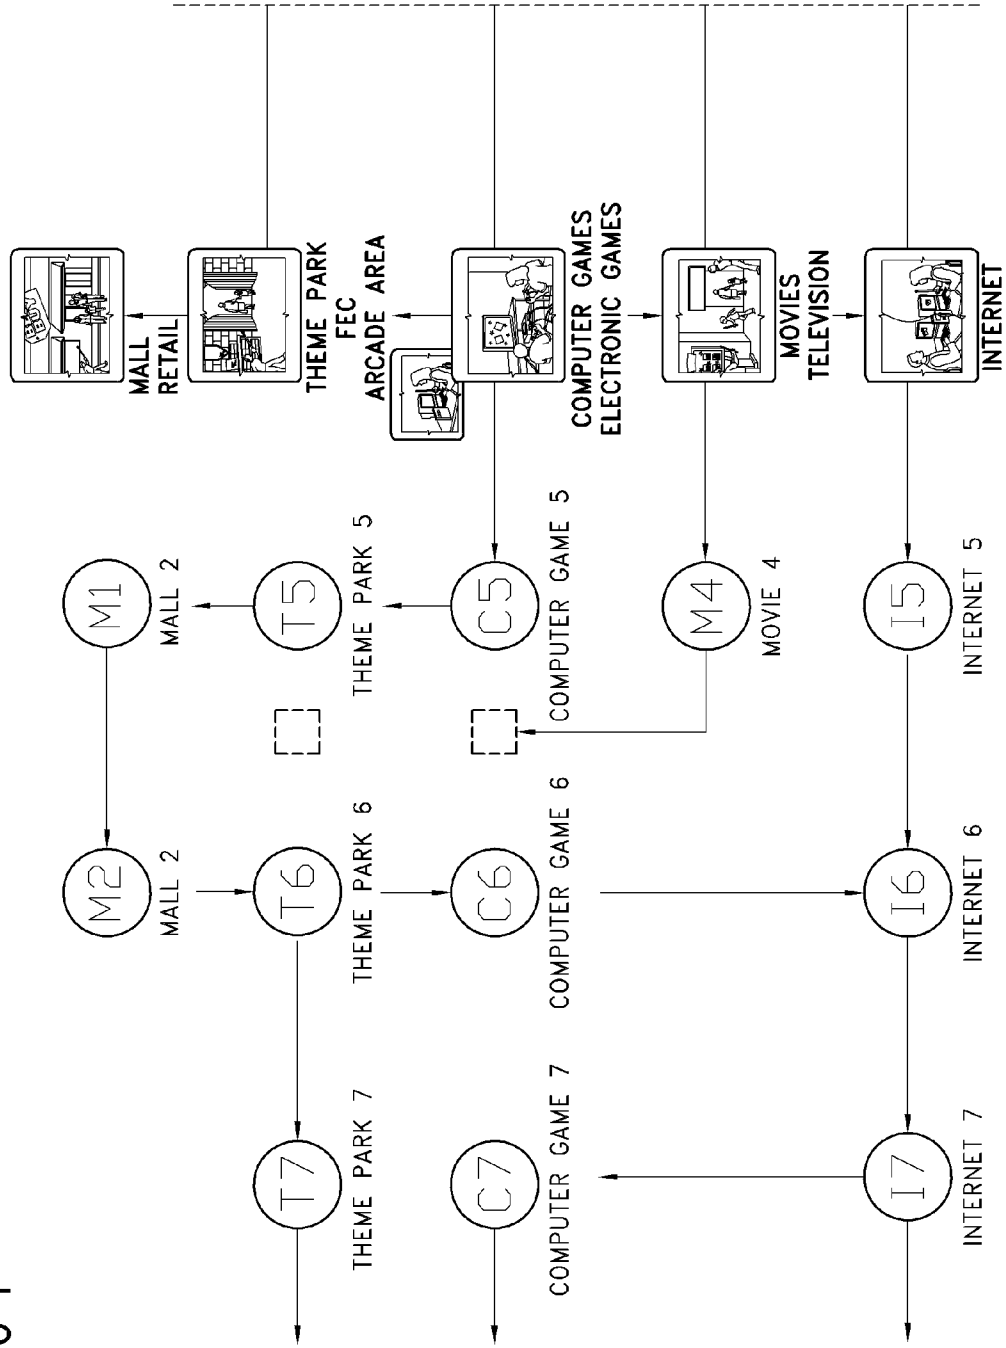 MALL
RETAIL
THEME PARK
FEC
ARCADE AREA
COMPUTER GAMES
ELECTRONIC GAMES
MOVIES
TELEVISION
INTERNET
M1
MALL 2
T5
THEME PARK 5
C5
COMPUTER GAME 5
M4
MOVIE 4
I5
INTERNET 5
M2
MALL 2
T6
THEME PARK 6
C6
COMPUTER GAME 6
I6
INTERNET 6
T7
THEME PARK 7
C7
COMPUTER GAME 7
I7
INTERNET 7